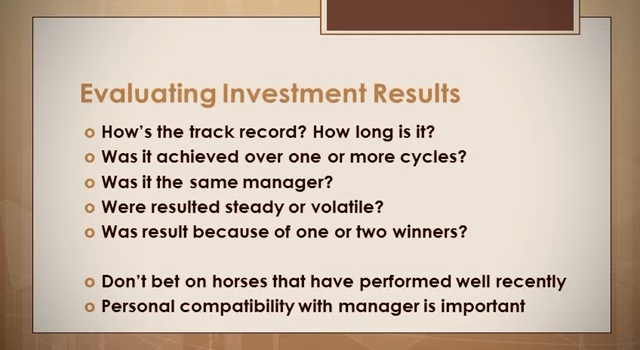 Evaluating Investment Results
How's the track record? How long is it?
Was it achieved over one or more cycles?
Was it the same manager?
Were resulted steady or volatile?
Was result because of one or two winners?
Don't bet on horses that have performed well recently
Personal compatibility with manager is important